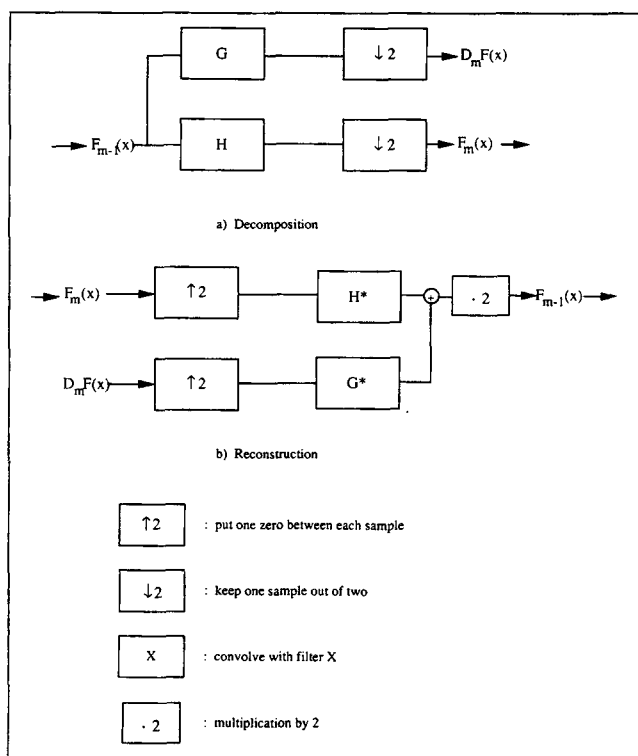 G ↓2 D_mF(x)
F_{m-1}(x) H ↓2 F_m(x)
a) Decomposition
F_m(x) ↑2 H* + · 2 F_{m-1}(x)
D_mF(x) ↑2 G*
b) Reconstruction
↑2 : put one zero between each sample
↓2 : keep one sample out of two
X : convolve with filter X
· 2 : multiplication by 2